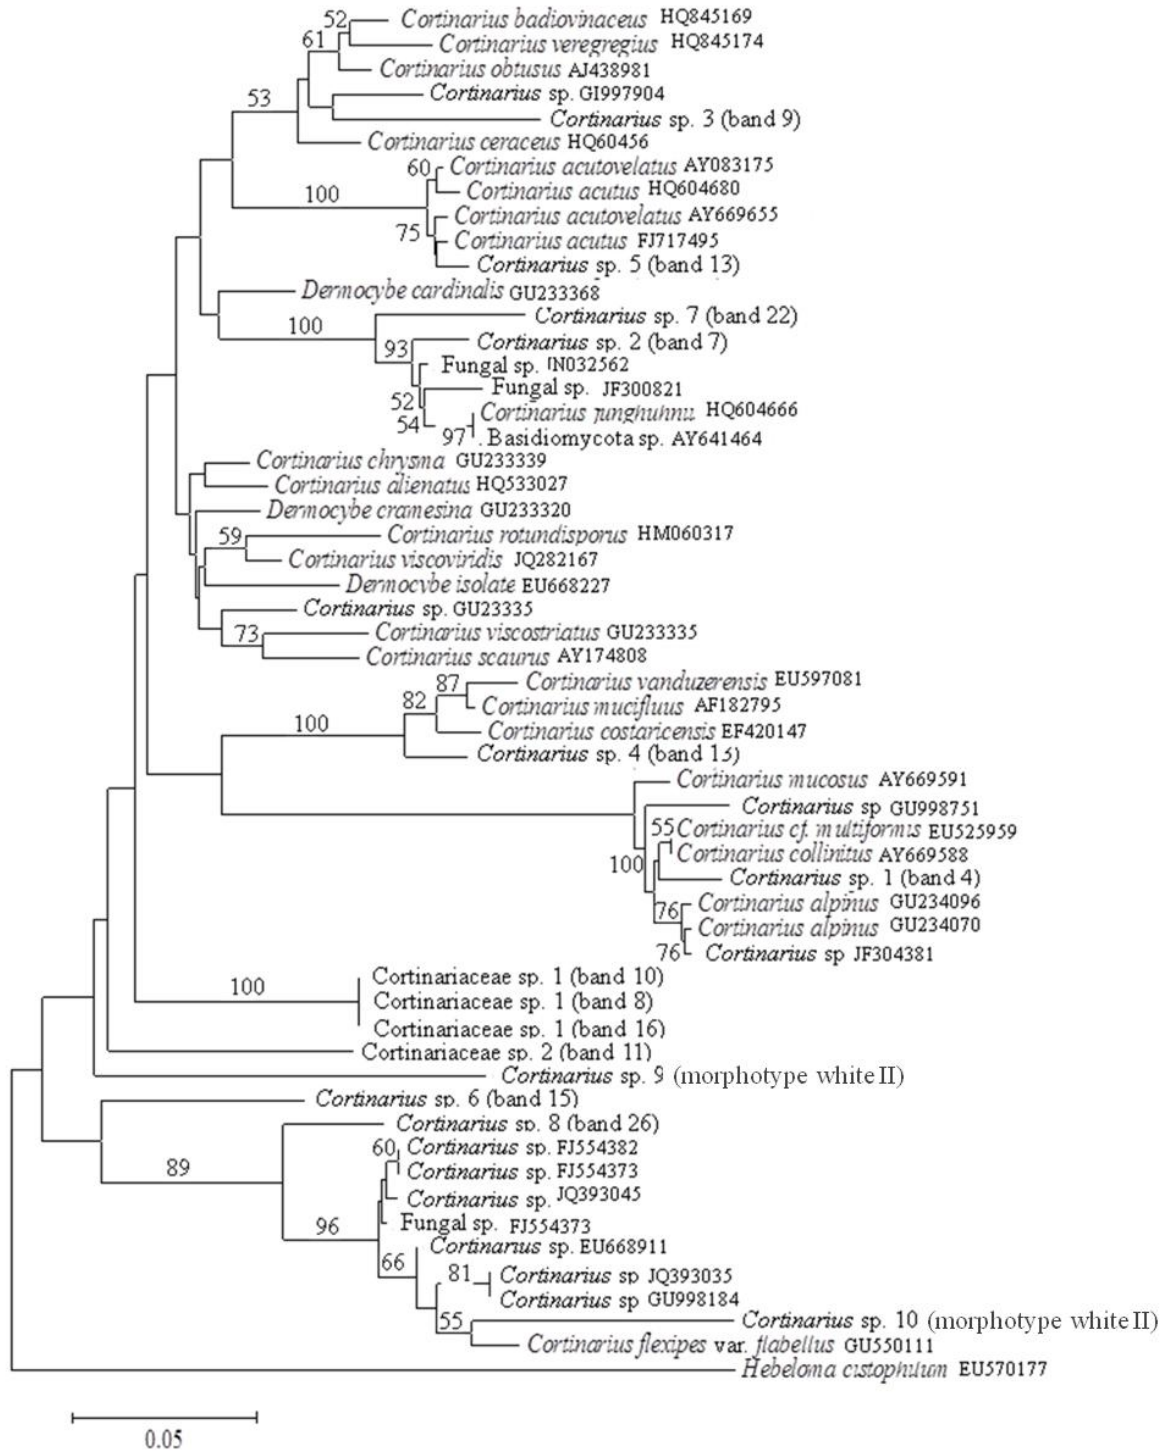 52
Cortinarius badiovinaceus HQ845169
61
Cortinarius veregregius HQ845174
Cortinarius obtusus AJ438981
53
Cortinarius sp. GI997904
Cortinarius sp. 3 (band 9)
Cortinarius ceraceus HQ60456
60
Cortinarius acutovelatus AY083175
100
Cortinarius acutus HQ604680
Cortinarius acutovelatus AY669655
75
Cortinarius acutus FJ717495
Cortinarius sp. 5 (band 13)
Dermocybe cardinalis GU233368
100
Cortinarius sp. 7 (band 22)
93
Cortinarius sp. 2 (band 7)
Fungal sp. IN032562
Fungal sp. JF300821
52
Cortinarius junghuhnii HQ604666
54
97
Basidiomycota sp. AY641464
Cortinarius chrysma GU233339
Cortinarius alienatus HQ533027
Dermocybe cramesina GU233320
59
Cortinarius rotundisporus HM060317
Cortinarius viscoviridis JQ282167
Dermocybe isolate EU668227
Cortinarius sp. GU23335
73
Cortinarius viscostriatus GU233335
Cortinarius scaurus AY174808
87
Cortinarius vanduzerensis EU597081
82
Cortinarius mucifluus AF182795
100
Cortinarius costaricensis EF420147
Cortinarius sp. 4 (band 15)
Cortinarius mucosus AY669591
Cortinarius sp GU998751
55
Cortinarius cf. multiformis EU525959
Cortinarius collinitus AY669588
100
Cortinarius sp. 1 (band 4)
76
Cortinarius alpinus GU234096
Cortinarius alpinus GU234070
76
Cortinarius sp JF304381
Cortinariaceae sp. 1 (band 10)
100
Cortinariaceae sp. 1 (band 8)
Cortinariaceae sp. 1 (band 16)
Cortinariaceae sp. 2 (band 11)
Cortinarius sp. 9 (morphotype white II)
Cortinarius sp. 6 (band 15)
Cortinarius sp. 8 (band 26)
60
Cortinarius sp. FJ554382
89
Cortinarius sp. FJ554373
Cortinarius sp. JQ393045
96
Fungal sp. FJ554373
Cortinarius sp. EU668911
66
81
Cortinarius sp JQ393035
Cortinarius sp GU998184
55
Cortinarius sp. 10 (morphotype white II)
Cortinarius flexipes var. flabellus GU550111
Hebeloma cistophilum EU570177
0.05